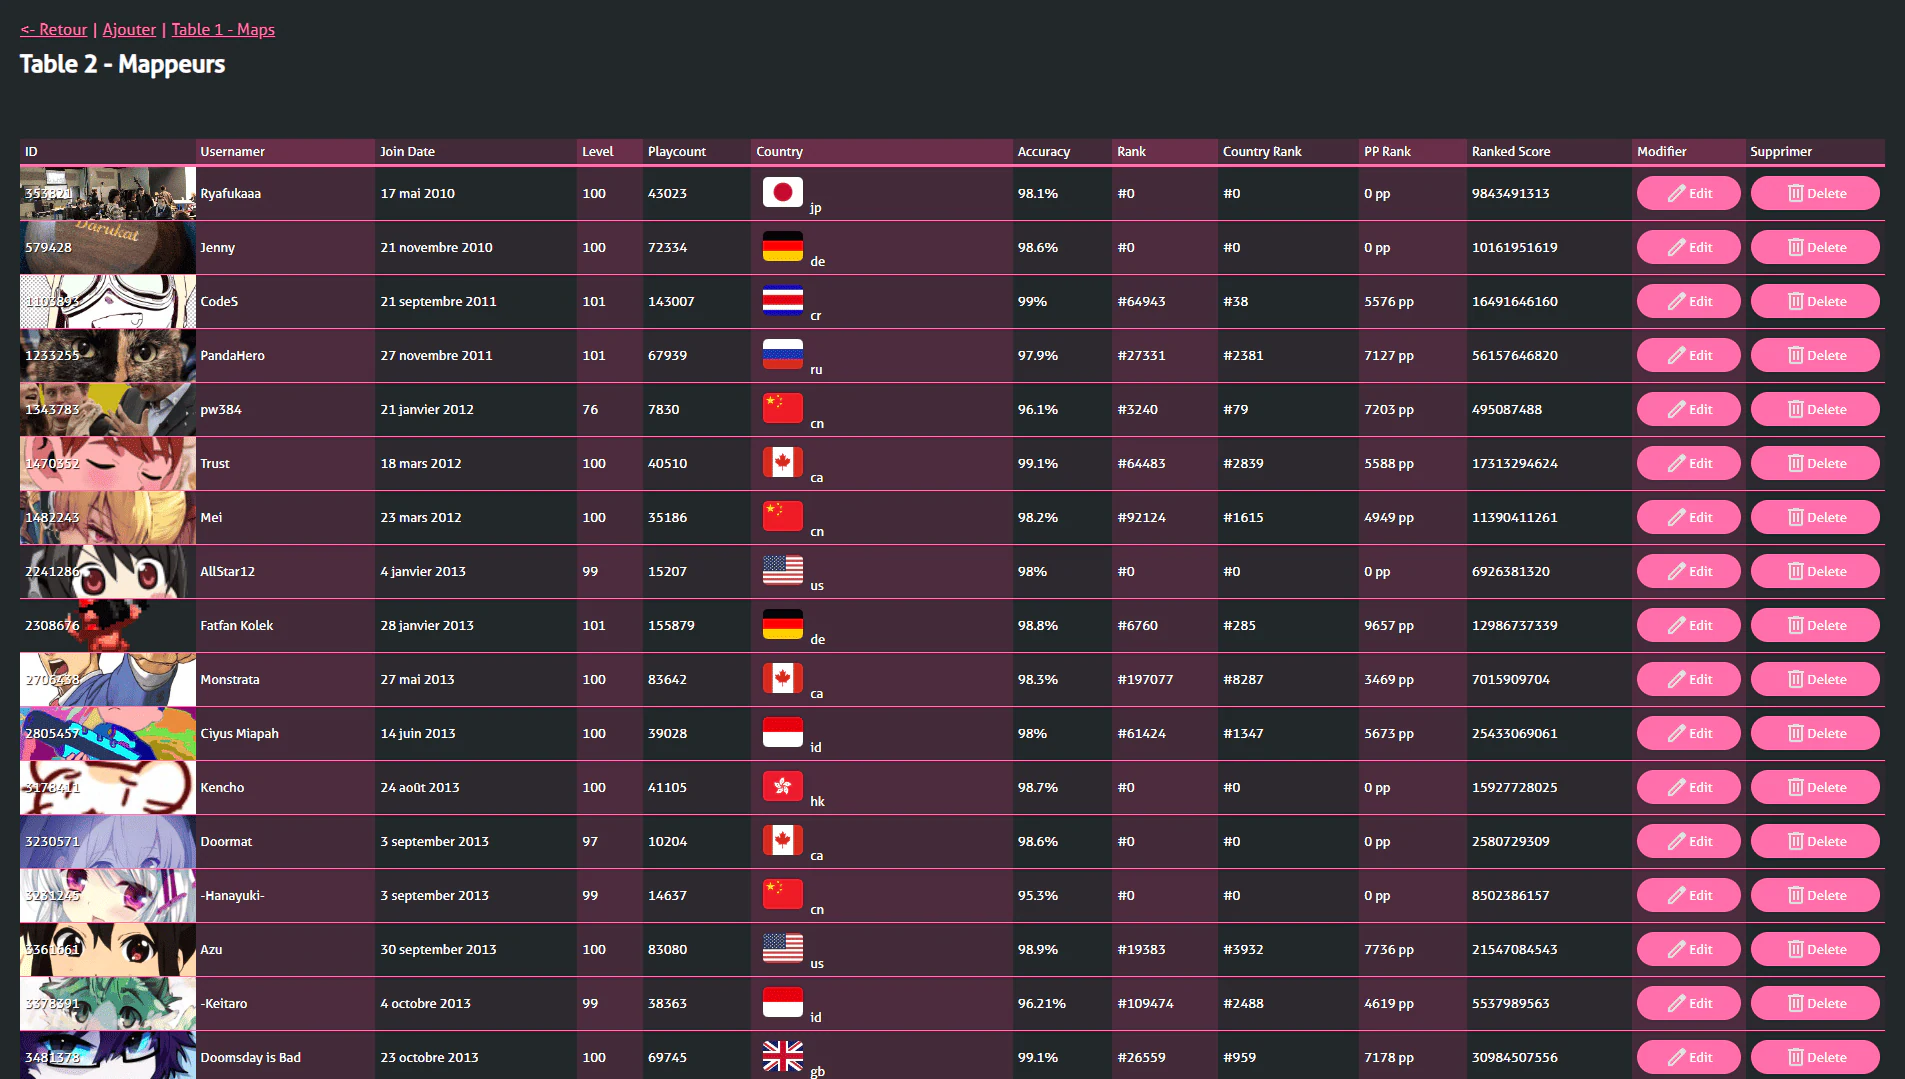 <- Retour | Ajouter | Table 1 - Maps
Table 2 - Mappeurs
ID Usernamer Join Date Level Playcount Country Accuracy Rank Country Rank PP Rank Ranked Score Modifier Supprimer
353821 Ryafukaaa 17 mai 2010 100 43023 jp 98.1% #0 #0 0 pp 9843491313 Edit Delete
Darukat
579428 Jenny 21 novembre 2010 100 72334 de 98.6% #0 #0 0 pp 10161951619 Edit Delete
1103893 CodeS 21 septembre 2011 101 143007 cr 99% #64943 #38 5576 pp 16491646160 Edit Delete
1233255 PandaHero 27 novembre 2011 101 67939 ru 97.9% #27331 #2381 7127 pp 56157646820 Edit Delete
1343783 pw384 21 janvier 2012 76 7830 cn 96.1% #3240 #79 7203 pp 495087488 Edit Delete
1470352 Trust 18 mars 2012 100 40510 ca 99.1% #64483 #2839 5588 pp 17313294624 Edit Delete
1482243 Mei 23 mars 2012 100 35186 cn 98.2% #92124 #1615 4949 pp 11390411261 Edit Delete
2241286 AllStar12 4 janvier 2013 99 15207 us 98% #0 #0 0 pp 6926381320 Edit Delete
2308676 Fatfan Kolek 28 janvier 2013 101 155879 de 98.8% #6760 #285 9657 pp 12986737339 Edit Delete
2706438 Monstrata 27 mai 2013 100 83642 ca 98.3% #197077 #8287 3469 pp 7015909704 Edit Delete
2805457 Ciyus Miapah 14 juin 2013 100 39028 id 98% #61424 #1347 5673 pp 25433069061 Edit Delete
3178411 Kencho 24 août 2013 100 41105 hk 98.7% #0 #0 0 pp 15927728025 Edit Delete
3230571 Doormat 3 septembre 2013 97 10204 ca 98.6% #0 #0 0 pp 2580729309 Edit Delete
3231245 -Hanayuki- 3 septembre 2013 99 14637 cn 95.3% #0 #0 0 pp 8502386157 Edit Delete
3361661 Azu 30 septembre 2013 100 83080 us 98.9% #19383 #3932 7736 pp 21547084543 Edit Delete
3378391 -Keitaro 4 octobre 2013 99 38363 id 96.21% #109474 #2488 4619 pp 5537989563 Edit Delete
3481378 Doomsday is Bad 23 octobre 2013 100 69745 gb 99.1% #26559 #959 7178 pp 30984507556 Edit Delete